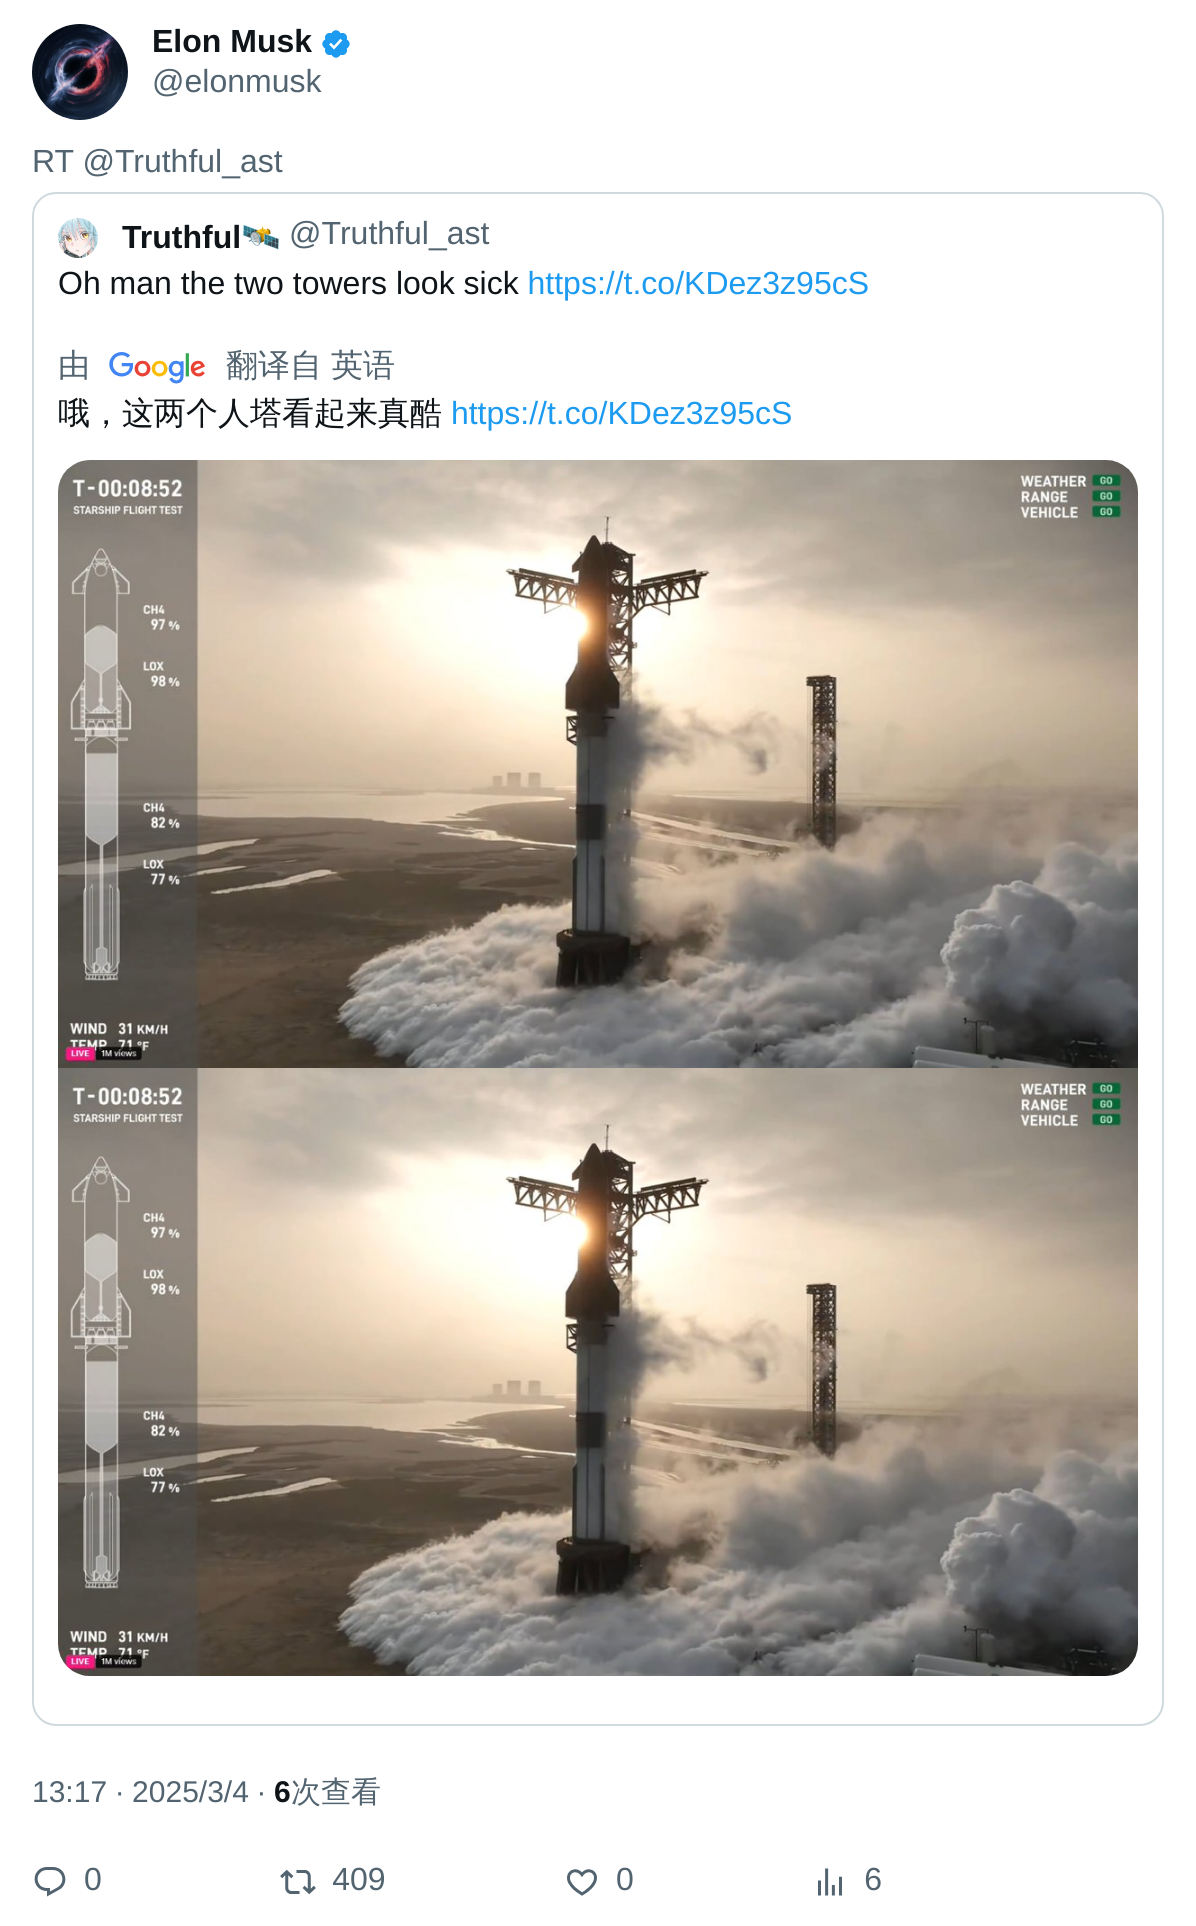 Elon Musk
@elonmusk
RT @Truthful_ast
Truthful🛰️ @Truthful_ast
Oh man the two towers look sick https://t.co/KDez3z95cS
由 Google 翻译自 英语
哦，这两个人塔看起来真酷 https://t.co/KDez3z95cS
T-00:08:52
STARSHIP FLIGHT TEST
WEATHER GO
RANGE GO
VEHICLE GO
CH4
97 %
LOX
98 %
CH4
82 %
LOX
77 %
WIND 31 KM/H
TEMP 71 °F
LIVE 1M views
T-00:08:52
STARSHIP FLIGHT TEST
WEATHER GO
RANGE GO
VEHICLE GO
CH4
97 %
LOX
98 %
CH4
82 %
LOX
77 %
WIND 31 KM/H
TEMP 71 °F
LIVE 1M views
13:17 · 2025/3/4 · 6次查看
0 409 0 6